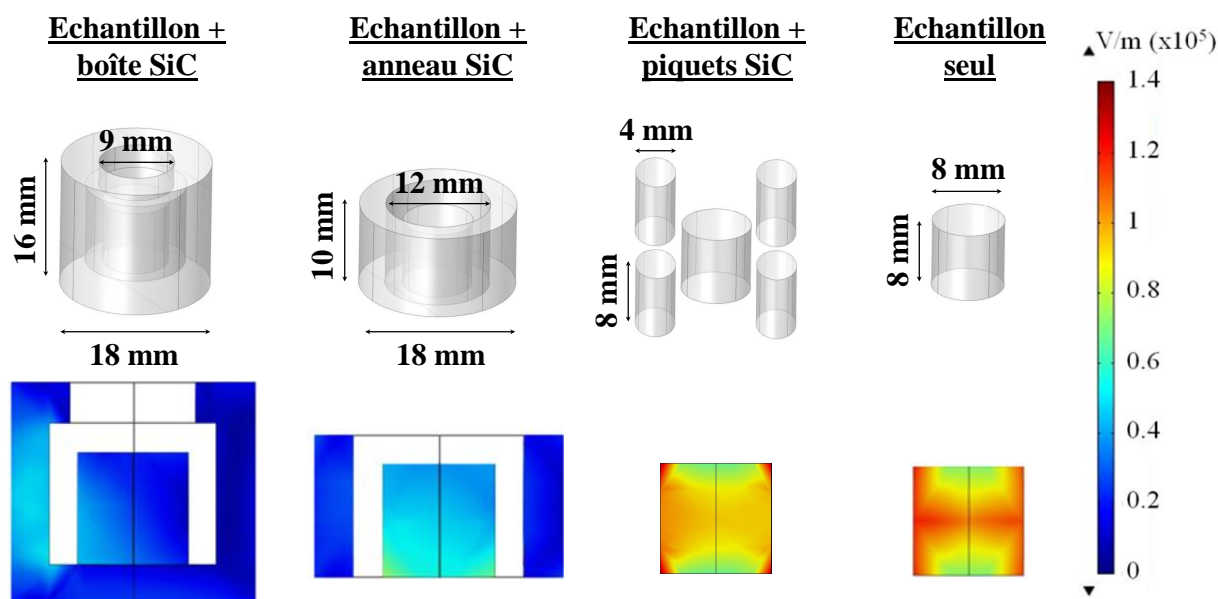 Echantillon +
boîte SiC
Echantillon +
anneau SiC
Echantillon +
piquets SiC
Echantillon
seul
9 mm
16 mm
18 mm
12 mm
10 mm
18 mm
4 mm
8 mm
8 mm
8 mm
V/m (x10⁵)
1.4
1.2
1
0.8
0.6
0.4
0.2
0